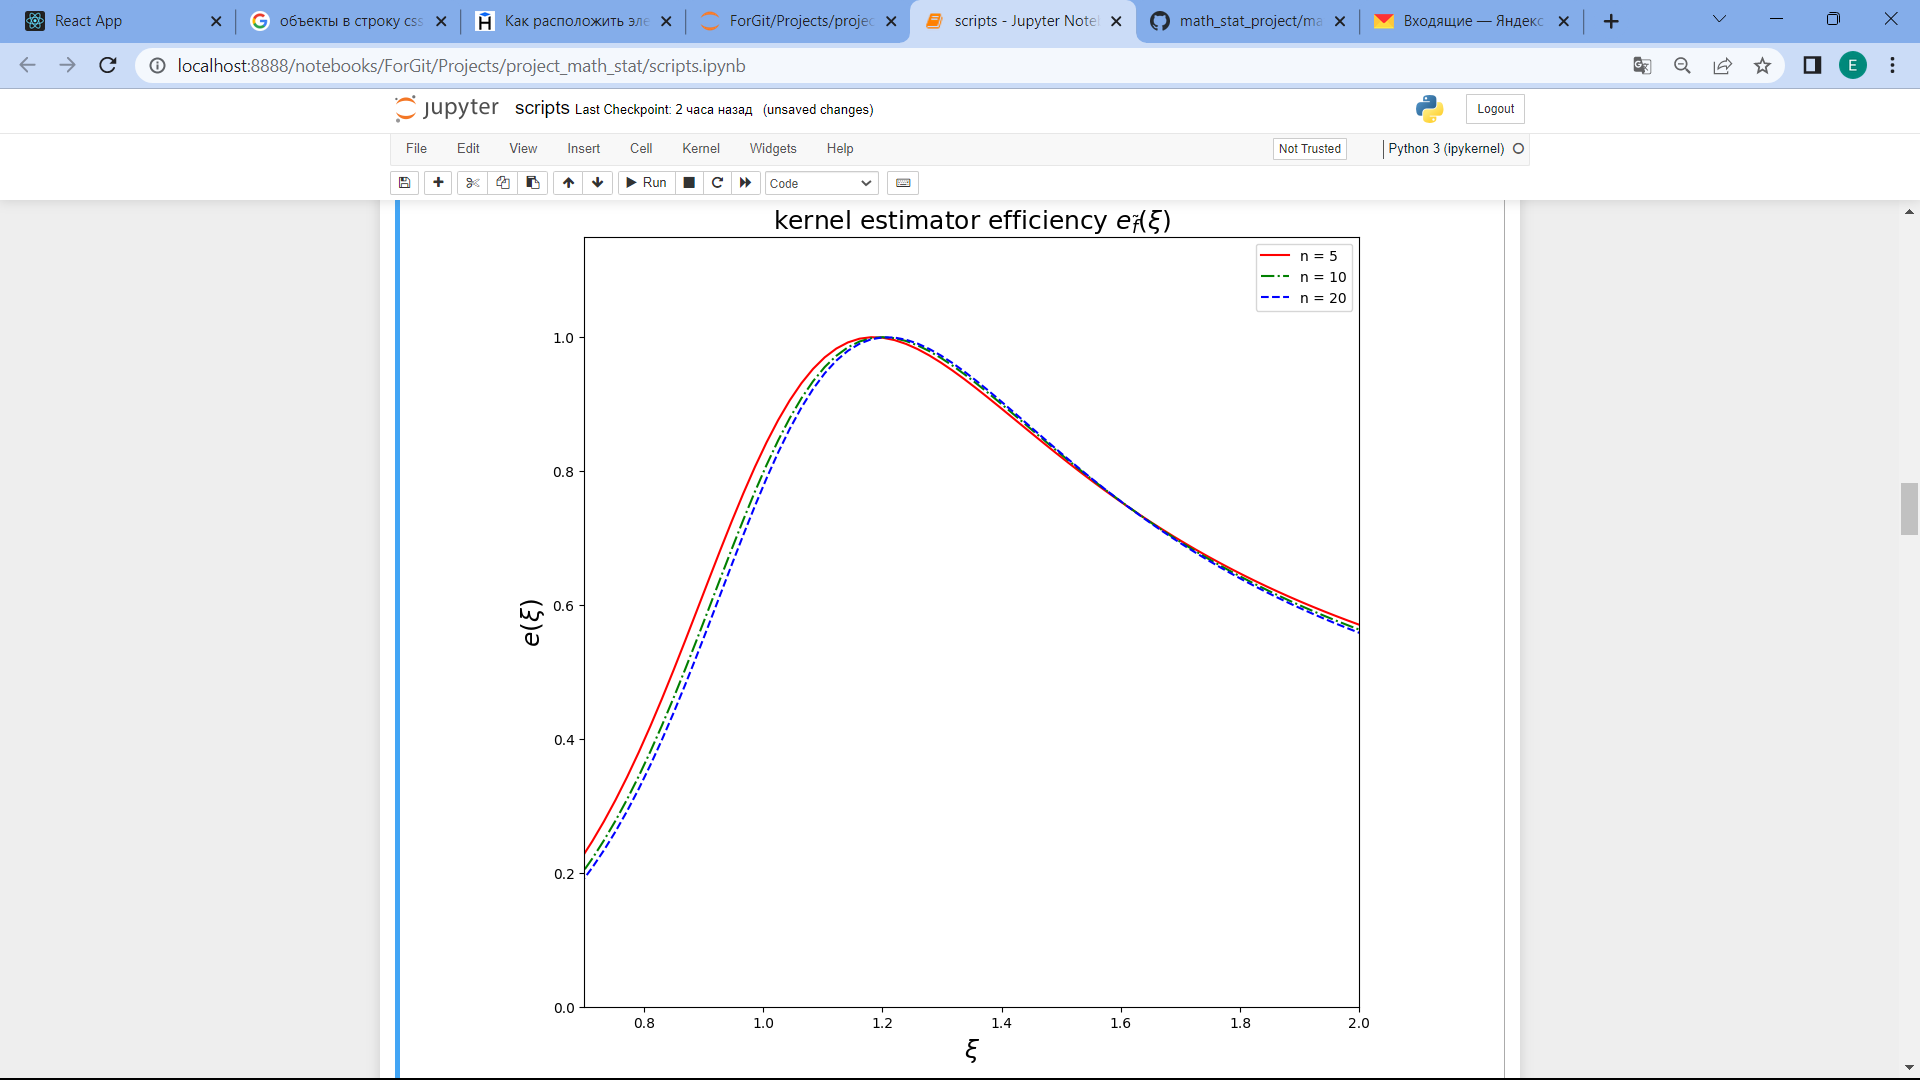 React App
объекты в строку css
Как расположить эле
ForGit/Projects/projec
scripts - Jupyter Note
math_stat_project/ma
Входящие — Яндекс
localhost:8888/notebooks/ForGit/Projects/project_math_stat/scripts.ipynb
E
jupyter scripts Last Checkpoint: 2 часа назад (unsaved changes)
Logout
File Edit View Insert Cell Kernel Widgets Help
Not Trusted
Python 3 (ipykernel)
Run
Code
kernel estimator efficiency e_f̃(ξ)
n = 5
n = 10
n = 20
1.0
0.8
0.6
0.4
0.2
0.0
e(ξ)
0.8 1.0 1.2 1.4 1.6 1.8 2.0
ξ